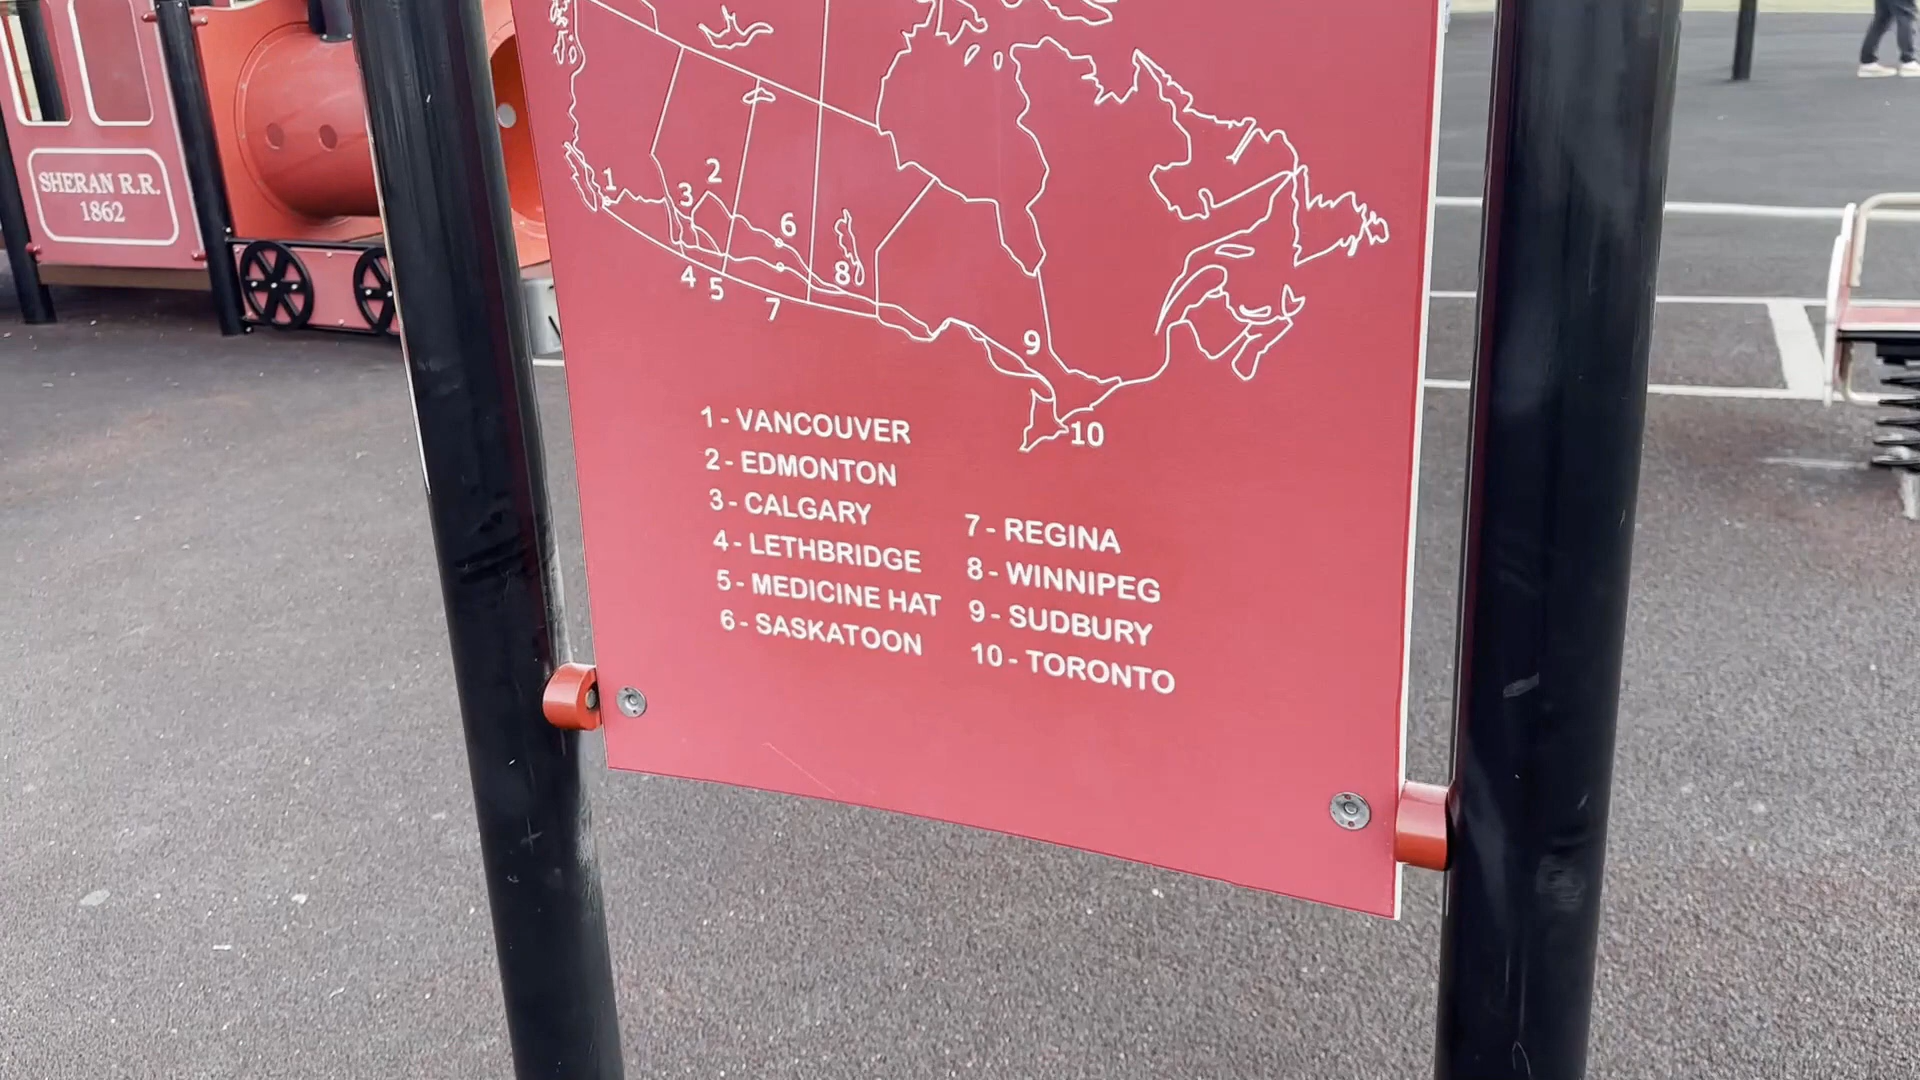 SHERAN R.R.
1862
1
2
3
4
5
6
7
8
9
10
1 - VANCOUVER
2 - EDMONTON
3 - CALGARY
4 - LETHBRIDGE
5 - MEDICINE HAT
6 - SASKATOON
7 - REGINA
8 - WINNIPEG
9 - SUDBURY
10 - TORONTO